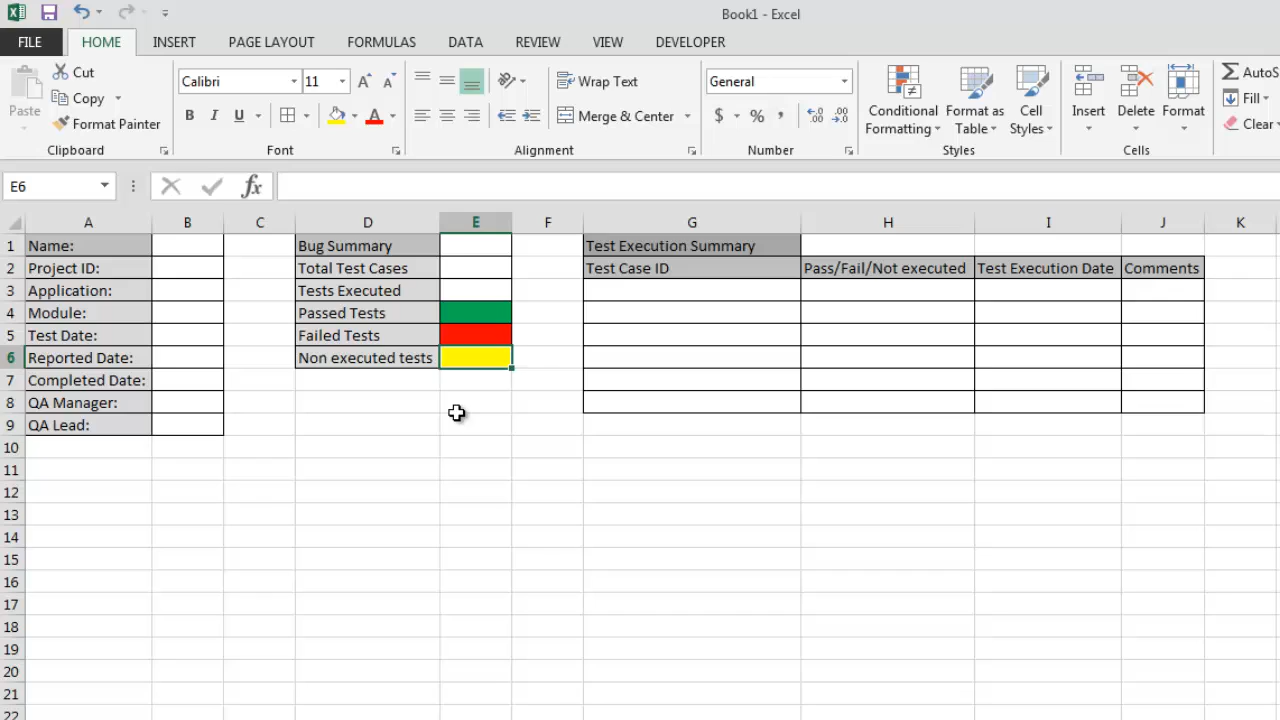 Book1 - Excel
FILE HOME INSERT PAGE LAYOUT FORMULAS DATA REVIEW VIEW DEVELOPER
Paste
Cut
Copy
Format Painter
Clipboard
Calibri 11
B I U
Font
Wrap Text
Merge & Center
Alignment
General
$ % ,
Number
Conditional Formatting
Format as Table
Cell Styles
Styles
Insert Delete Format
Cells
AutoS
Fill
Clear
E6 fx
A B C D E F G H I J K
1 Name: Bug Summary Test Execution Summary
2 Project ID: Total Test Cases Test Case ID Pass/Fail/Not executed Test Execution Date Comments
3 Application: Tests Executed
4 Module: Passed Tests
5 Test Date: Failed Tests
6 Reported Date: Non executed tests
7 Completed Date:
8 QA Manager:
9 QA Lead:
10
11
12
13
14
15
16
17
18
19
20
21
22